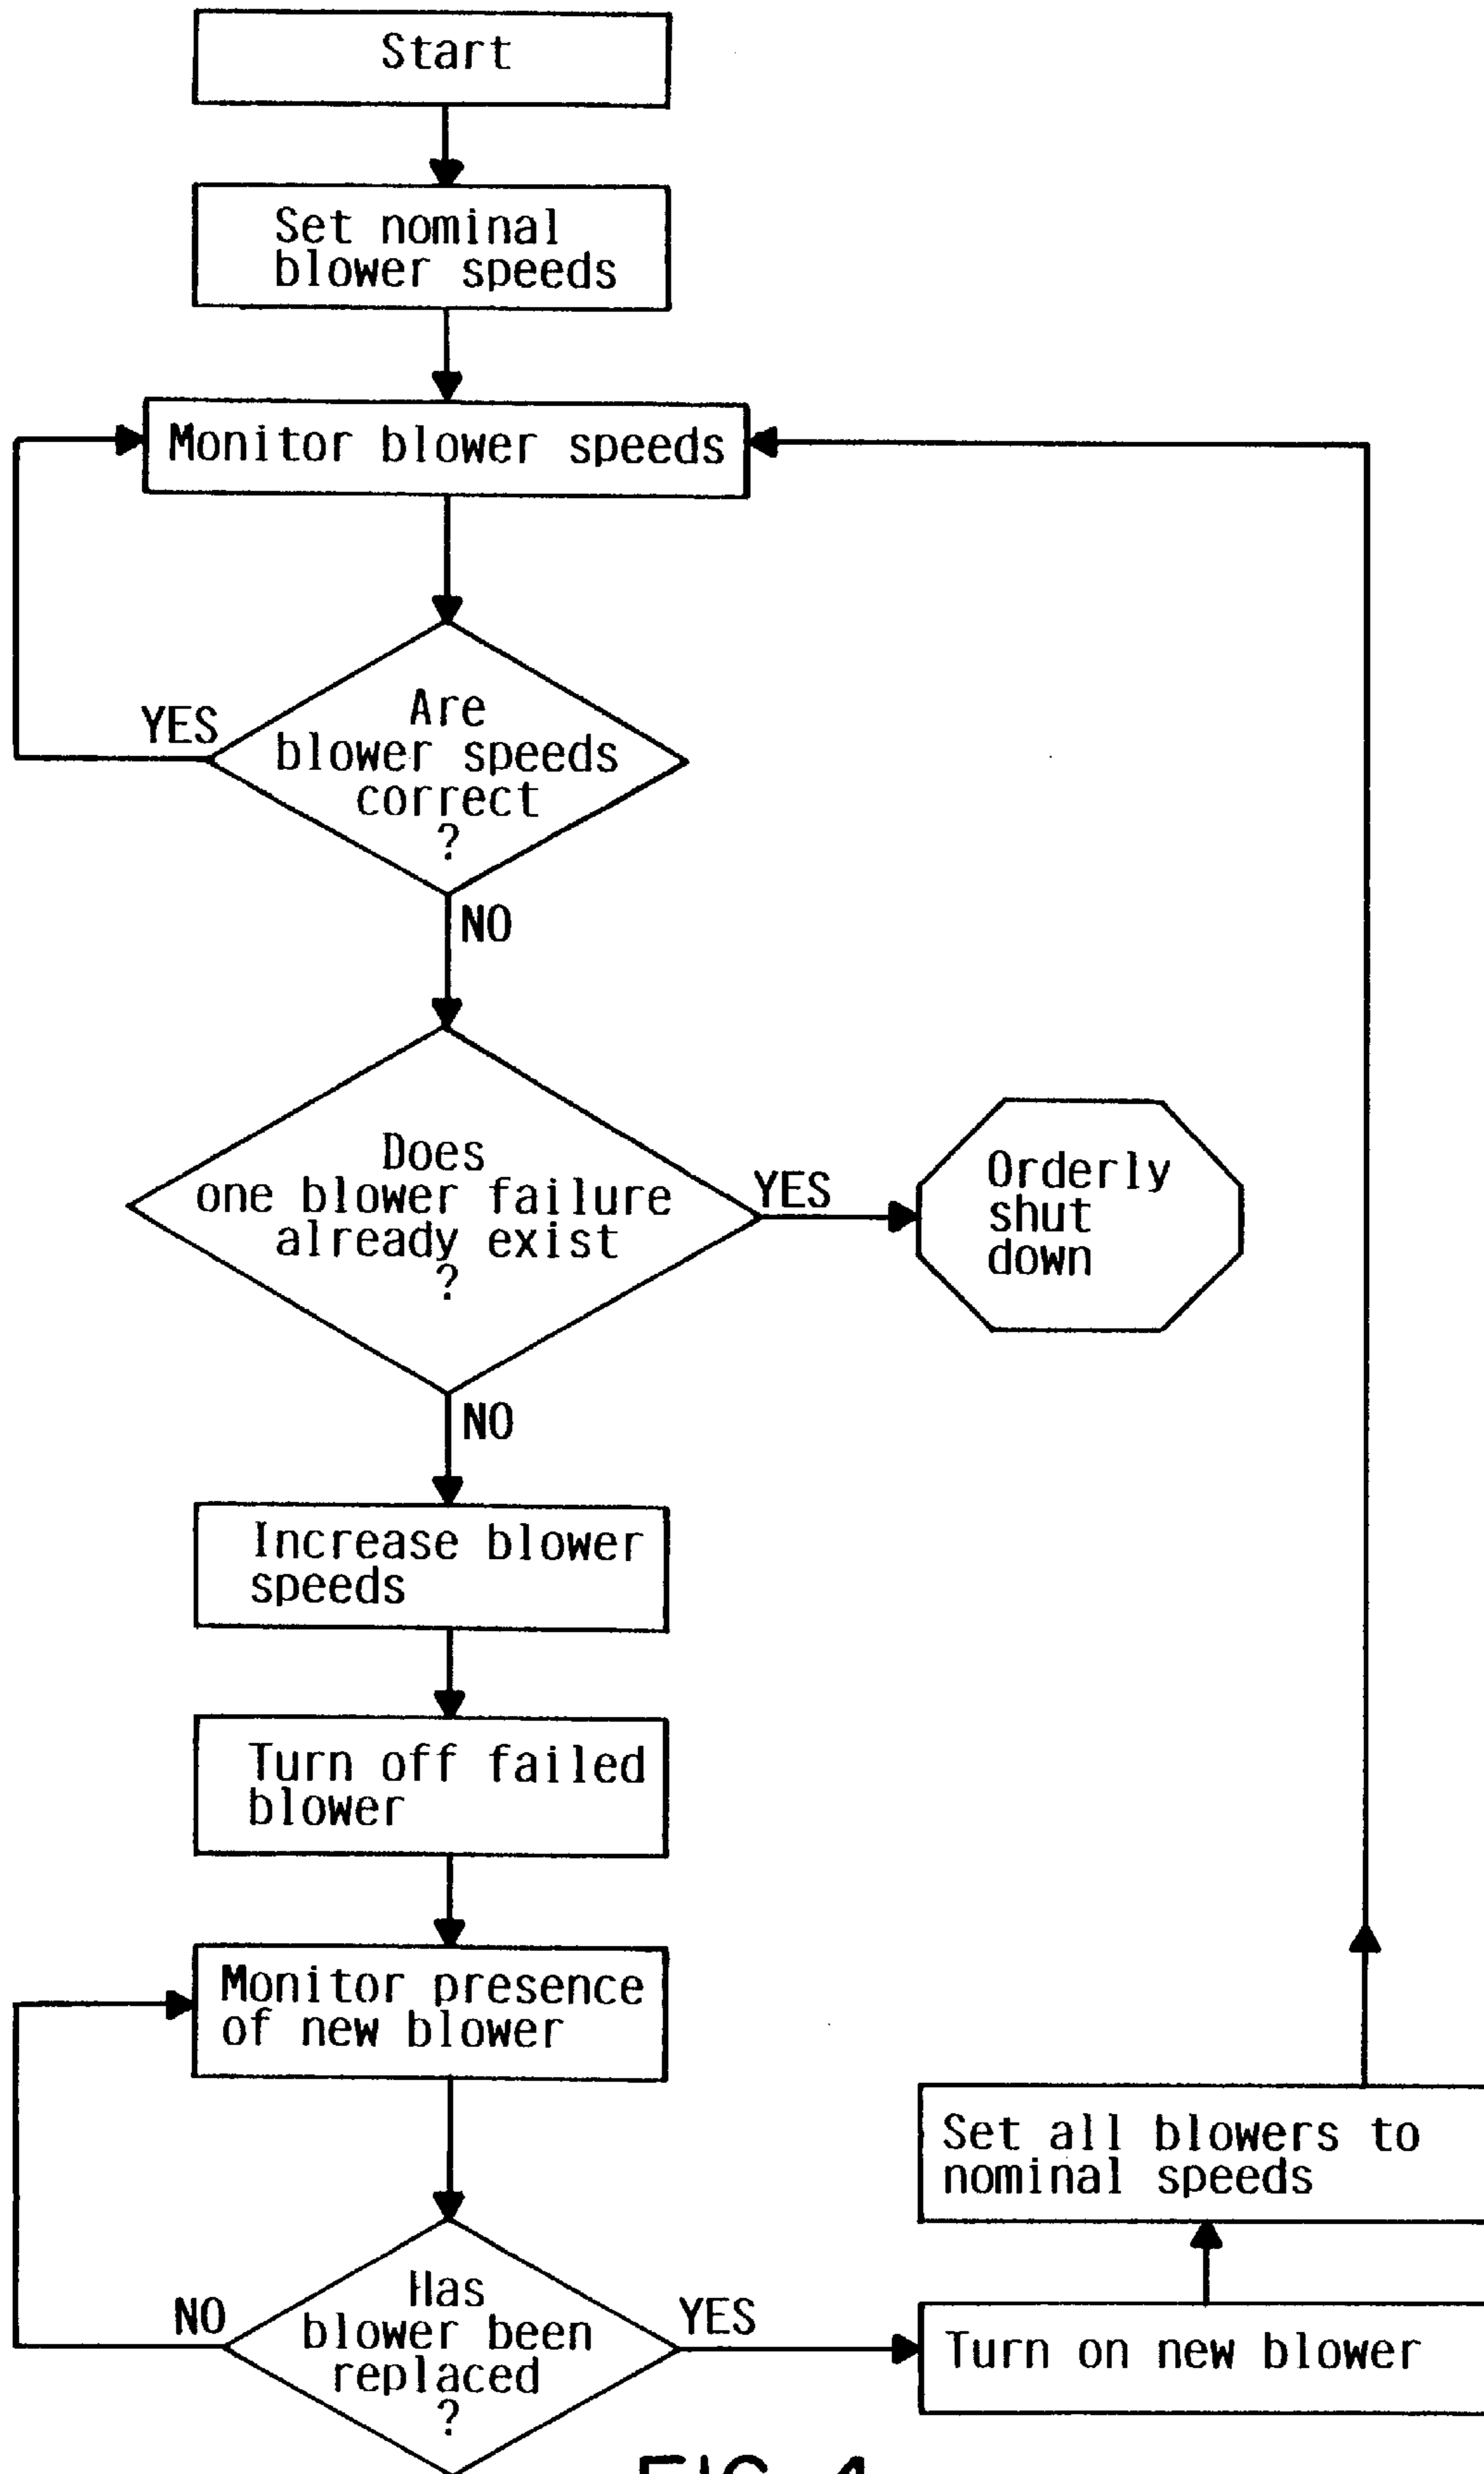 Start
Set nominal
blower speeds
Monitor blower speeds
Are
blower speeds
correct
?
YES
NO
Does
one blower failure
already exist
?
YES
Orderly
shut
down
NO
Increase blower
speeds
Turn off failed
blower
Monitor presence
of new blower
Has
blower been
replaced
?
NO
YES
Turn on new blower
Set all blowers to
nominal speeds
FIG. 4